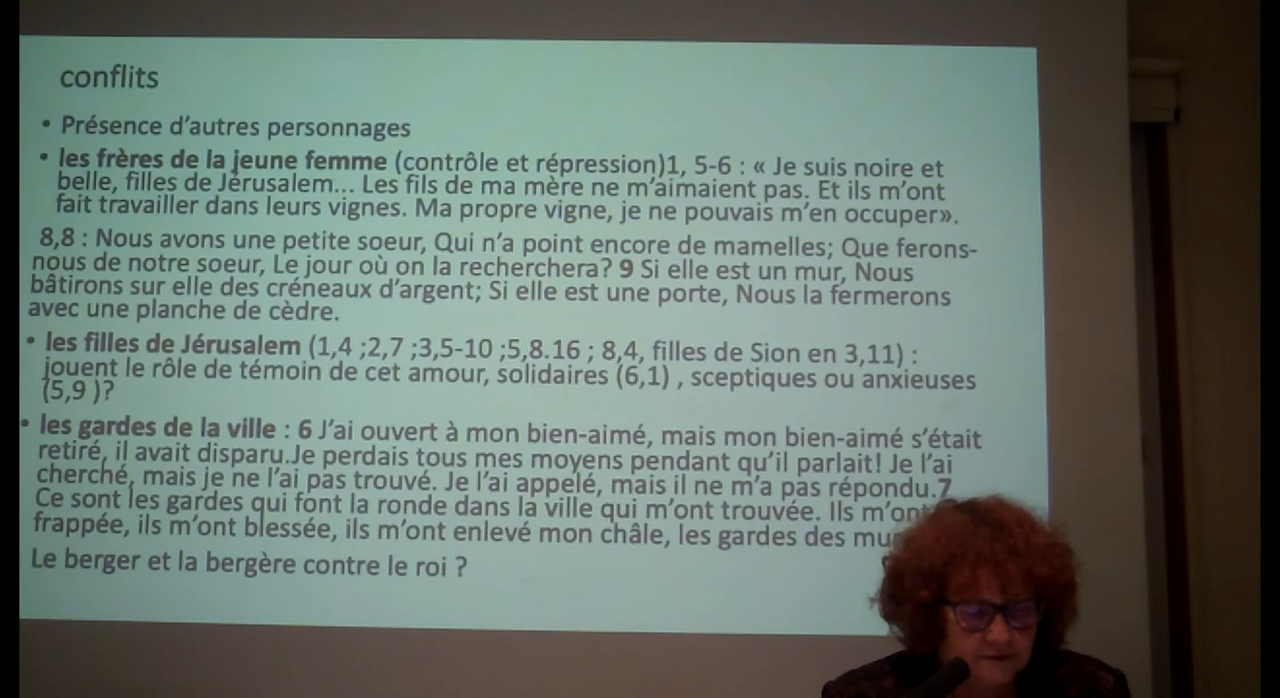 conflits
• Présence d’autres personnages
• les frères de la jeune femme (contrôle et répression)1, 5-6 : « Je suis noire et
belle, filles de Jérusalem... Les fils de ma mère ne m’aimaient pas. Et ils m’ont
fait travailler dans leurs vignes. Ma propre vigne, je ne pouvais m’en occuper».
8,8 : Nous avons une petite soeur, Qui n’a point encore de mamelles; Que ferons-
nous de notre soeur, Le jour où on la recherchera? 9 Si elle est un mur, Nous
bâtirons sur elle des créneaux d’argent; Si elle est une porte, Nous la fermerons
avec une planche de cèdre.
• les filles de Jérusalem (1,4 ;2,7 ;3,5-10 ;5,8.16 ; 8,4, filles de Sion en 3,11) :
jouent le rôle de témoin de cet amour, solidaires (6,1) , sceptiques ou anxieuses
(5,9 )?
• les gardes de la ville : 6 J’ai ouvert à mon bien-aimé, mais mon bien-aimé s’était
retiré, il avait disparu.Je perdais tous mes moyens pendant qu’il parlait! Je l’ai
cherché, mais je ne l’ai pas trouvé. Je l’ai appelé, mais il ne m’a pas répondu.7
Ce sont les gardes qui font la ronde dans la ville qui m’ont trouvée. Ils m’ont
frappée, ils m’ont blessée, ils m’ont enlevé mon châle, les gardes des
Le berger et la bergère contre le roi ?